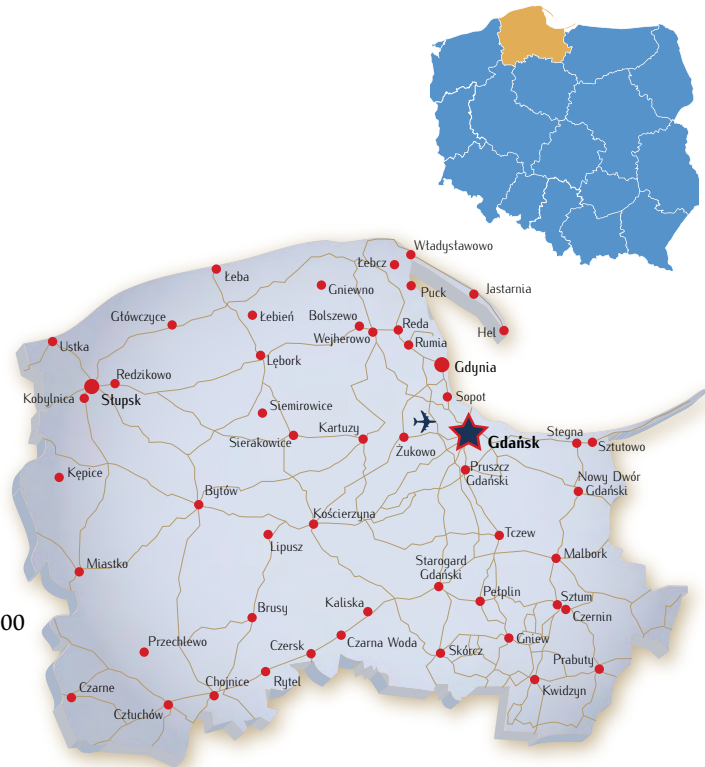 Władysławowo
Łebcz
Łeba
Gniewno
Puck
Jastarnia
Główczyce
Łebień
Bolszewo
Reda
Hel
Wejherowo
Rumia
Ustka
Lębork
Gdynia
Redzikowo
Kobylnica
Słupsk
Sopot
Siemirowice
Kartuzy
Stegna
Sierakowice
Gdańsk
Sztutowo
Żukowo
Kępice
Pruszcz
Gdański
Nowy Dwór
Gdański
Bytów
Kościerzyna
Lipusz
Tczew
Malbork
Miastko
Starogard
Gdański
Pelplin
Sztum
Kaliska
Brusy
Czernin
00
Przechlewo
Czersk
Czarna Woda
Skórcz
Gniew
Prabuty
Czarne
Chojnice
Rytel
Kwidzyn
Człuchów